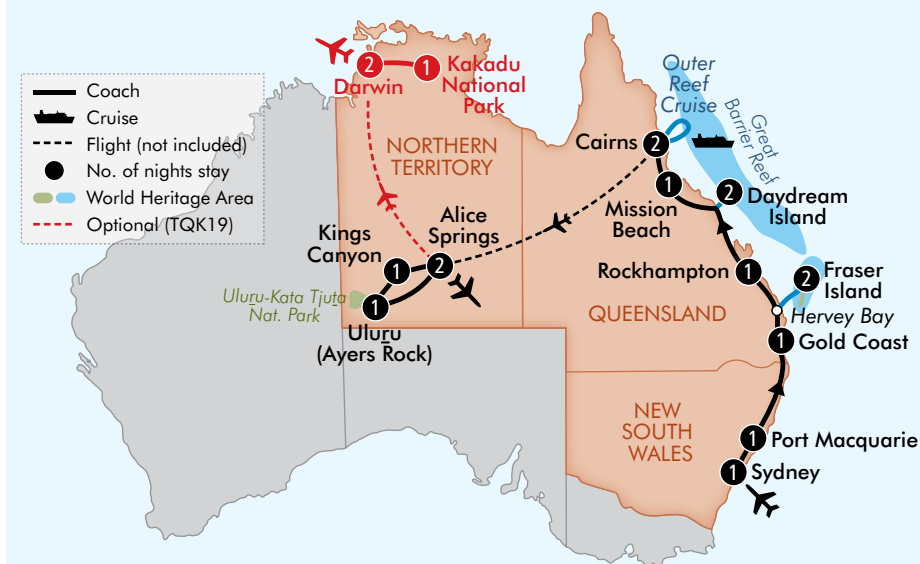 Coach
Cruise
Flight (not included)
No. of nights stay
World Heritage Area
Optional (TQK19)
2
Darwin
1
Kakadu
National
Park
NORTHERN
TERRITORY
Outer
Reef
Cruise
Great
Barrier Reef
Cairns
2
1
Mission
Beach
2
Daydream
Island
Alice
Springs
2
Kings
Canyon
1
Uluru-Kata Tjuta
Nat. Park
1
Uluṟu
(Ayers Rock)
Rockhampton
1
2
Fraser
Island
Hervey Bay
QUEENSLAND
1
Gold Coast
NEW
SOUTH
WALES
1
Port Macquarie
1
Sydney